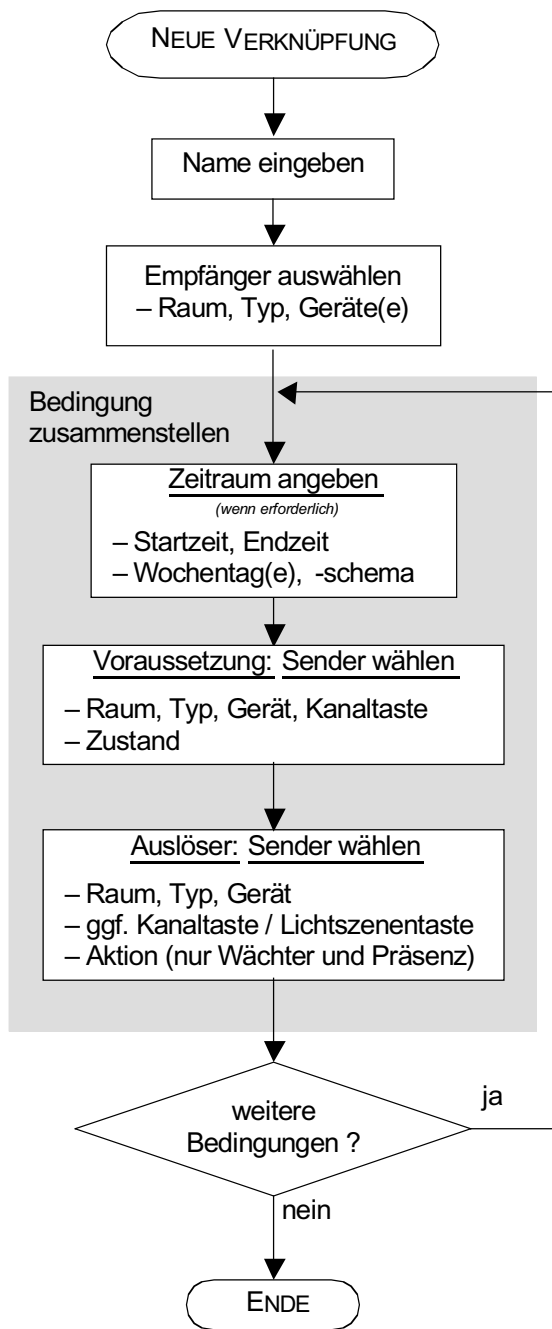 NEUE VERKNÜPFUNG
Name eingeben
Empfänger auswählen
– Raum, Typ, Geräte(e)
Bedingung
zusammenstellen
Zeitraum angeben
(wenn erforderlich)
– Startzeit, Endzeit
– Wochentag(e), -schema
Voraussetzung: Sender wählen
– Raum, Typ, Gerät, Kanaltaste
– Zustand
Auslöser: Sender wählen
– Raum, Typ, Gerät
– ggf. Kanaltaste / Lichtszenentaste
– Aktion (nur Wächter und Präsenz)
weitere
Bedingungen ?
ja
nein
ENDE